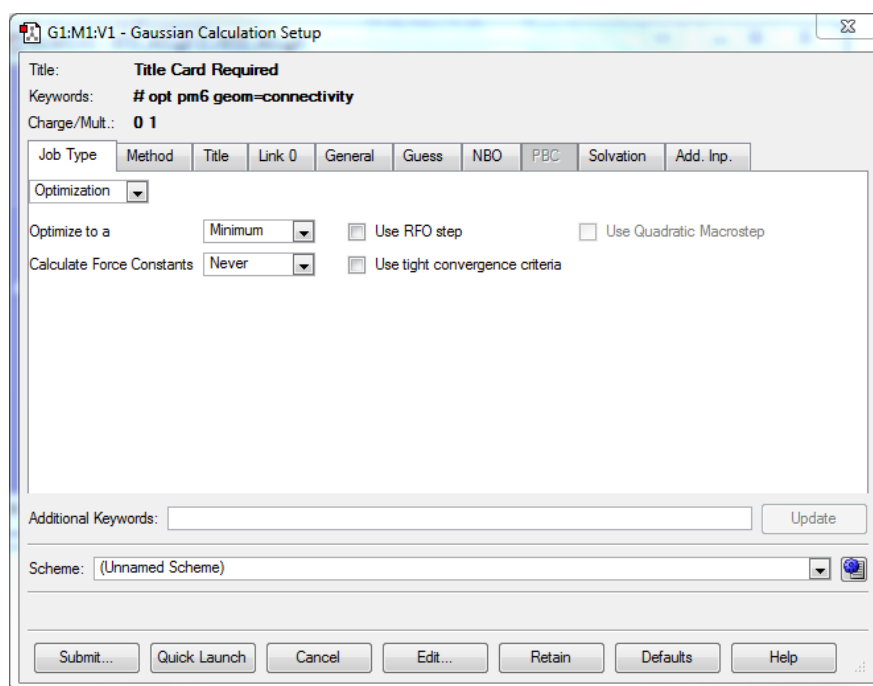 G1:M1:V1 - Gaussian Calculation Setup
Title: Title Card Required
Keywords: # opt pm6 geom=connectivity
Charge/Mult.: 0 1
Job Type Method Title Link 0 General Guess NBO PBC Solvation Add. Inp.
Optimization
Optimize to a Minimum Use RFO step Use Quadratic Macrostep
Calculate Force Constants Never Use tight convergence criteria
Additional Keywords: Update
Scheme: (Unnamed Scheme)
Submit... Quick Launch Cancel Edit... Retain Defaults Help